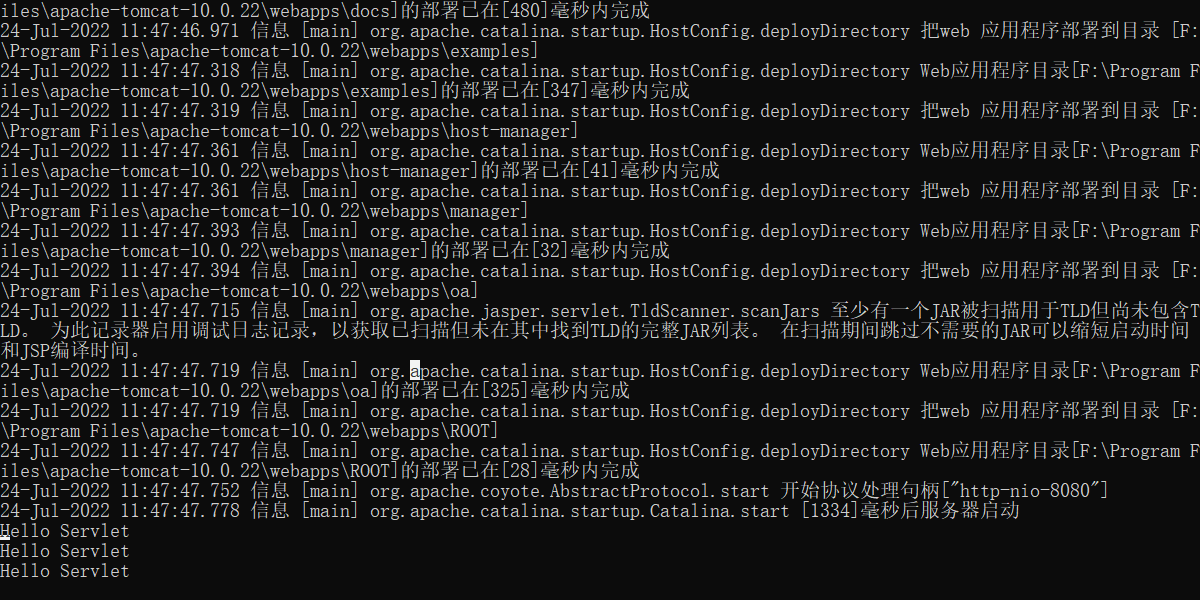 iles\apache-tomcat-10.0.22\webapps\docs]的部署已在[480]毫秒内完成
24-Jul-2022 11:47:46.971 信息 [main] org.apache.catalina.startup.HostConfig.deployDirectory 把web 应用程序部署到目录 [F:
\Program Files\apache-tomcat-10.0.22\webapps\examples]
24-Jul-2022 11:47:47.318 信息 [main] org.apache.catalina.startup.HostConfig.deployDirectory Web应用程序目录[F:\Program F
iles\apache-tomcat-10.0.22\webapps\examples]的部署已在[347]毫秒内完成
24-Jul-2022 11:47:47.319 信息 [main] org.apache.catalina.startup.HostConfig.deployDirectory 把web 应用程序部署到目录 [F:
\Program Files\apache-tomcat-10.0.22\webapps\host-manager]
24-Jul-2022 11:47:47.361 信息 [main] org.apache.catalina.startup.HostConfig.deployDirectory Web应用程序目录[F:\Program F
iles\apache-tomcat-10.0.22\webapps\host-manager]的部署已在[41]毫秒内完成
24-Jul-2022 11:47:47.361 信息 [main] org.apache.catalina.startup.HostConfig.deployDirectory 把web 应用程序部署到目录 [F:
\Program Files\apache-tomcat-10.0.22\webapps\manager]
24-Jul-2022 11:47:47.393 信息 [main] org.apache.catalina.startup.HostConfig.deployDirectory Web应用程序目录[F:\Program F
iles\apache-tomcat-10.0.22\webapps\manager]的部署已在[32]毫秒内完成
24-Jul-2022 11:47:47.394 信息 [main] org.apache.catalina.startup.HostConfig.deployDirectory 把web 应用程序部署到目录 [F:
\Program Files\apache-tomcat-10.0.22\webapps\oa]
24-Jul-2022 11:47:47.715 信息 [main] org.apache.jasper.servlet.TldScanner.scanJars 至少有一个JAR被扫描用于TLD但尚未包含T
LD。 为此记录器启用调试日志记录，以获取已扫描但未在其中找到TLD的完整JAR列表。 在扫描期间跳过不需要的JAR可以缩短启动时间
和JSP编译时间。
24-Jul-2022 11:47:47.719 信息 [main] org.apache.catalina.startup.HostConfig.deployDirectory Web应用程序目录[F:\Program F
iles\apache-tomcat-10.0.22\webapps\oa]的部署已在[325]毫秒内完成
24-Jul-2022 11:47:47.719 信息 [main] org.apache.catalina.startup.HostConfig.deployDirectory 把web 应用程序部署到目录 [F:
\Program Files\apache-tomcat-10.0.22\webapps\ROOT]
24-Jul-2022 11:47:47.747 信息 [main] org.apache.catalina.startup.HostConfig.deployDirectory Web应用程序目录[F:\Program F
iles\apache-tomcat-10.0.22\webapps\ROOT]的部署已在[28]毫秒内完成
24-Jul-2022 11:47:47.752 信息 [main] org.apache.coyote.AbstractProtocol.start 开始协议处理句柄["http-nio-8080"]
24-Jul-2022 11:47:47.778 信息 [main] org.apache.catalina.startup.Catalina.start [1334]毫秒后服务器启动
Hello Servlet
Hello Servlet
Hello Servlet